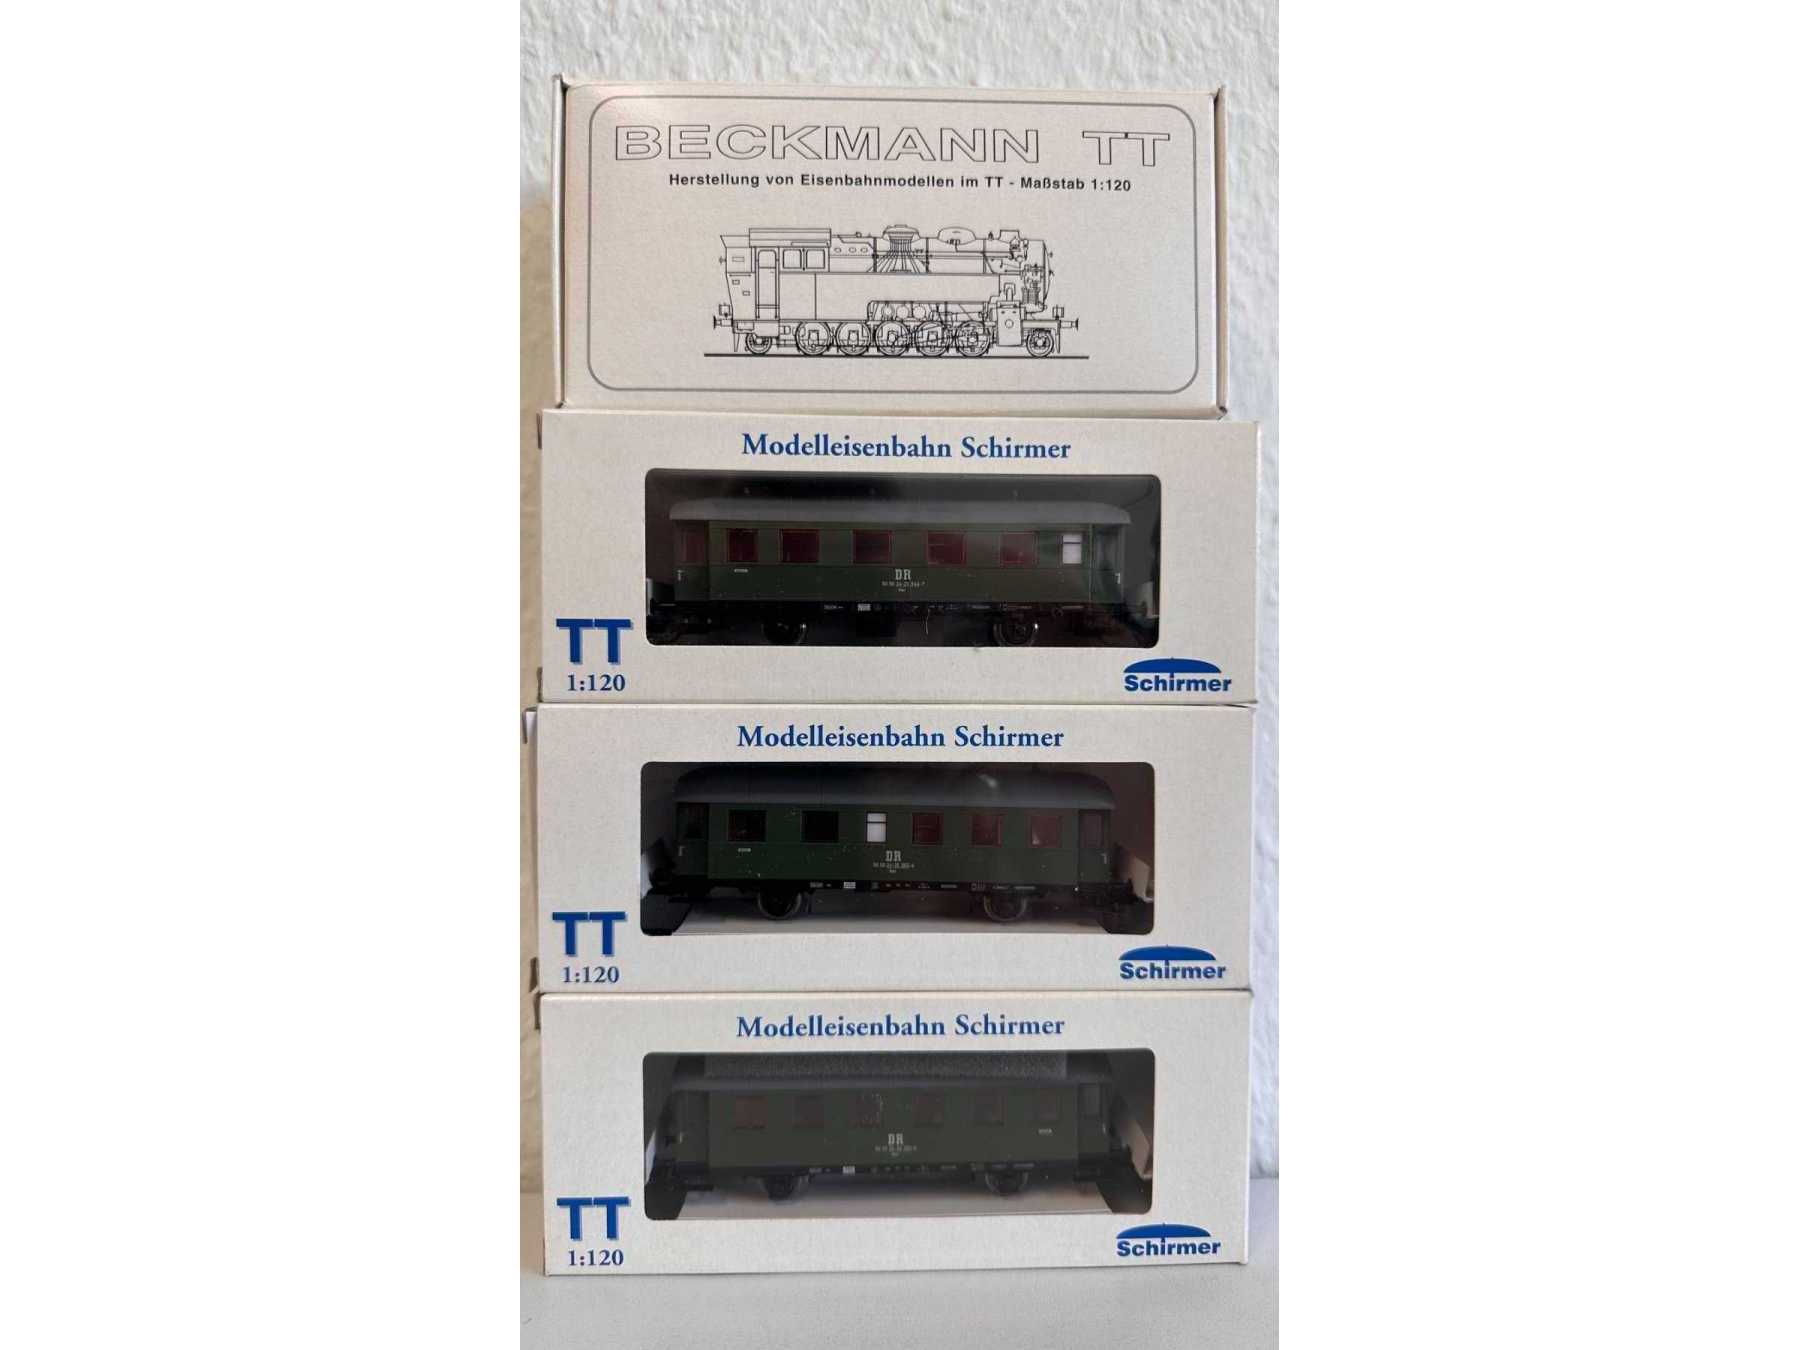 BECKMANN TT
Herstellung von Eisenbahnmodellen im TT - Maßstab 1:120
Modelleisenbahn Schirmer
DR
TT
1:120
Schirmer
Modelleisenbahn Schirmer
DR
TT
1:120
Schirmer
Modelleisenbahn Schirmer
DR
TT
1:120
Schirmer